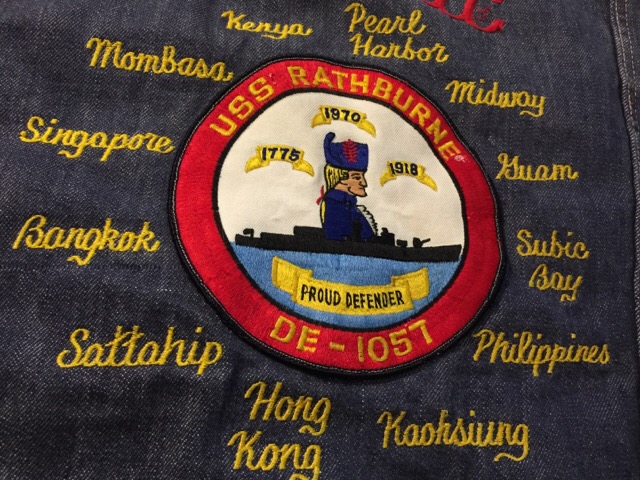 Kenya
Pearl
Harbor
Mombasa
Midway
Singapore
Guam
Bangkok
Subic
Bay
Sattahip
Philippines
Hong
Kong
Kaohsiung
USS RATHBURNE
1970
1775
1918
PROUD DEFENDER
DE - 1057